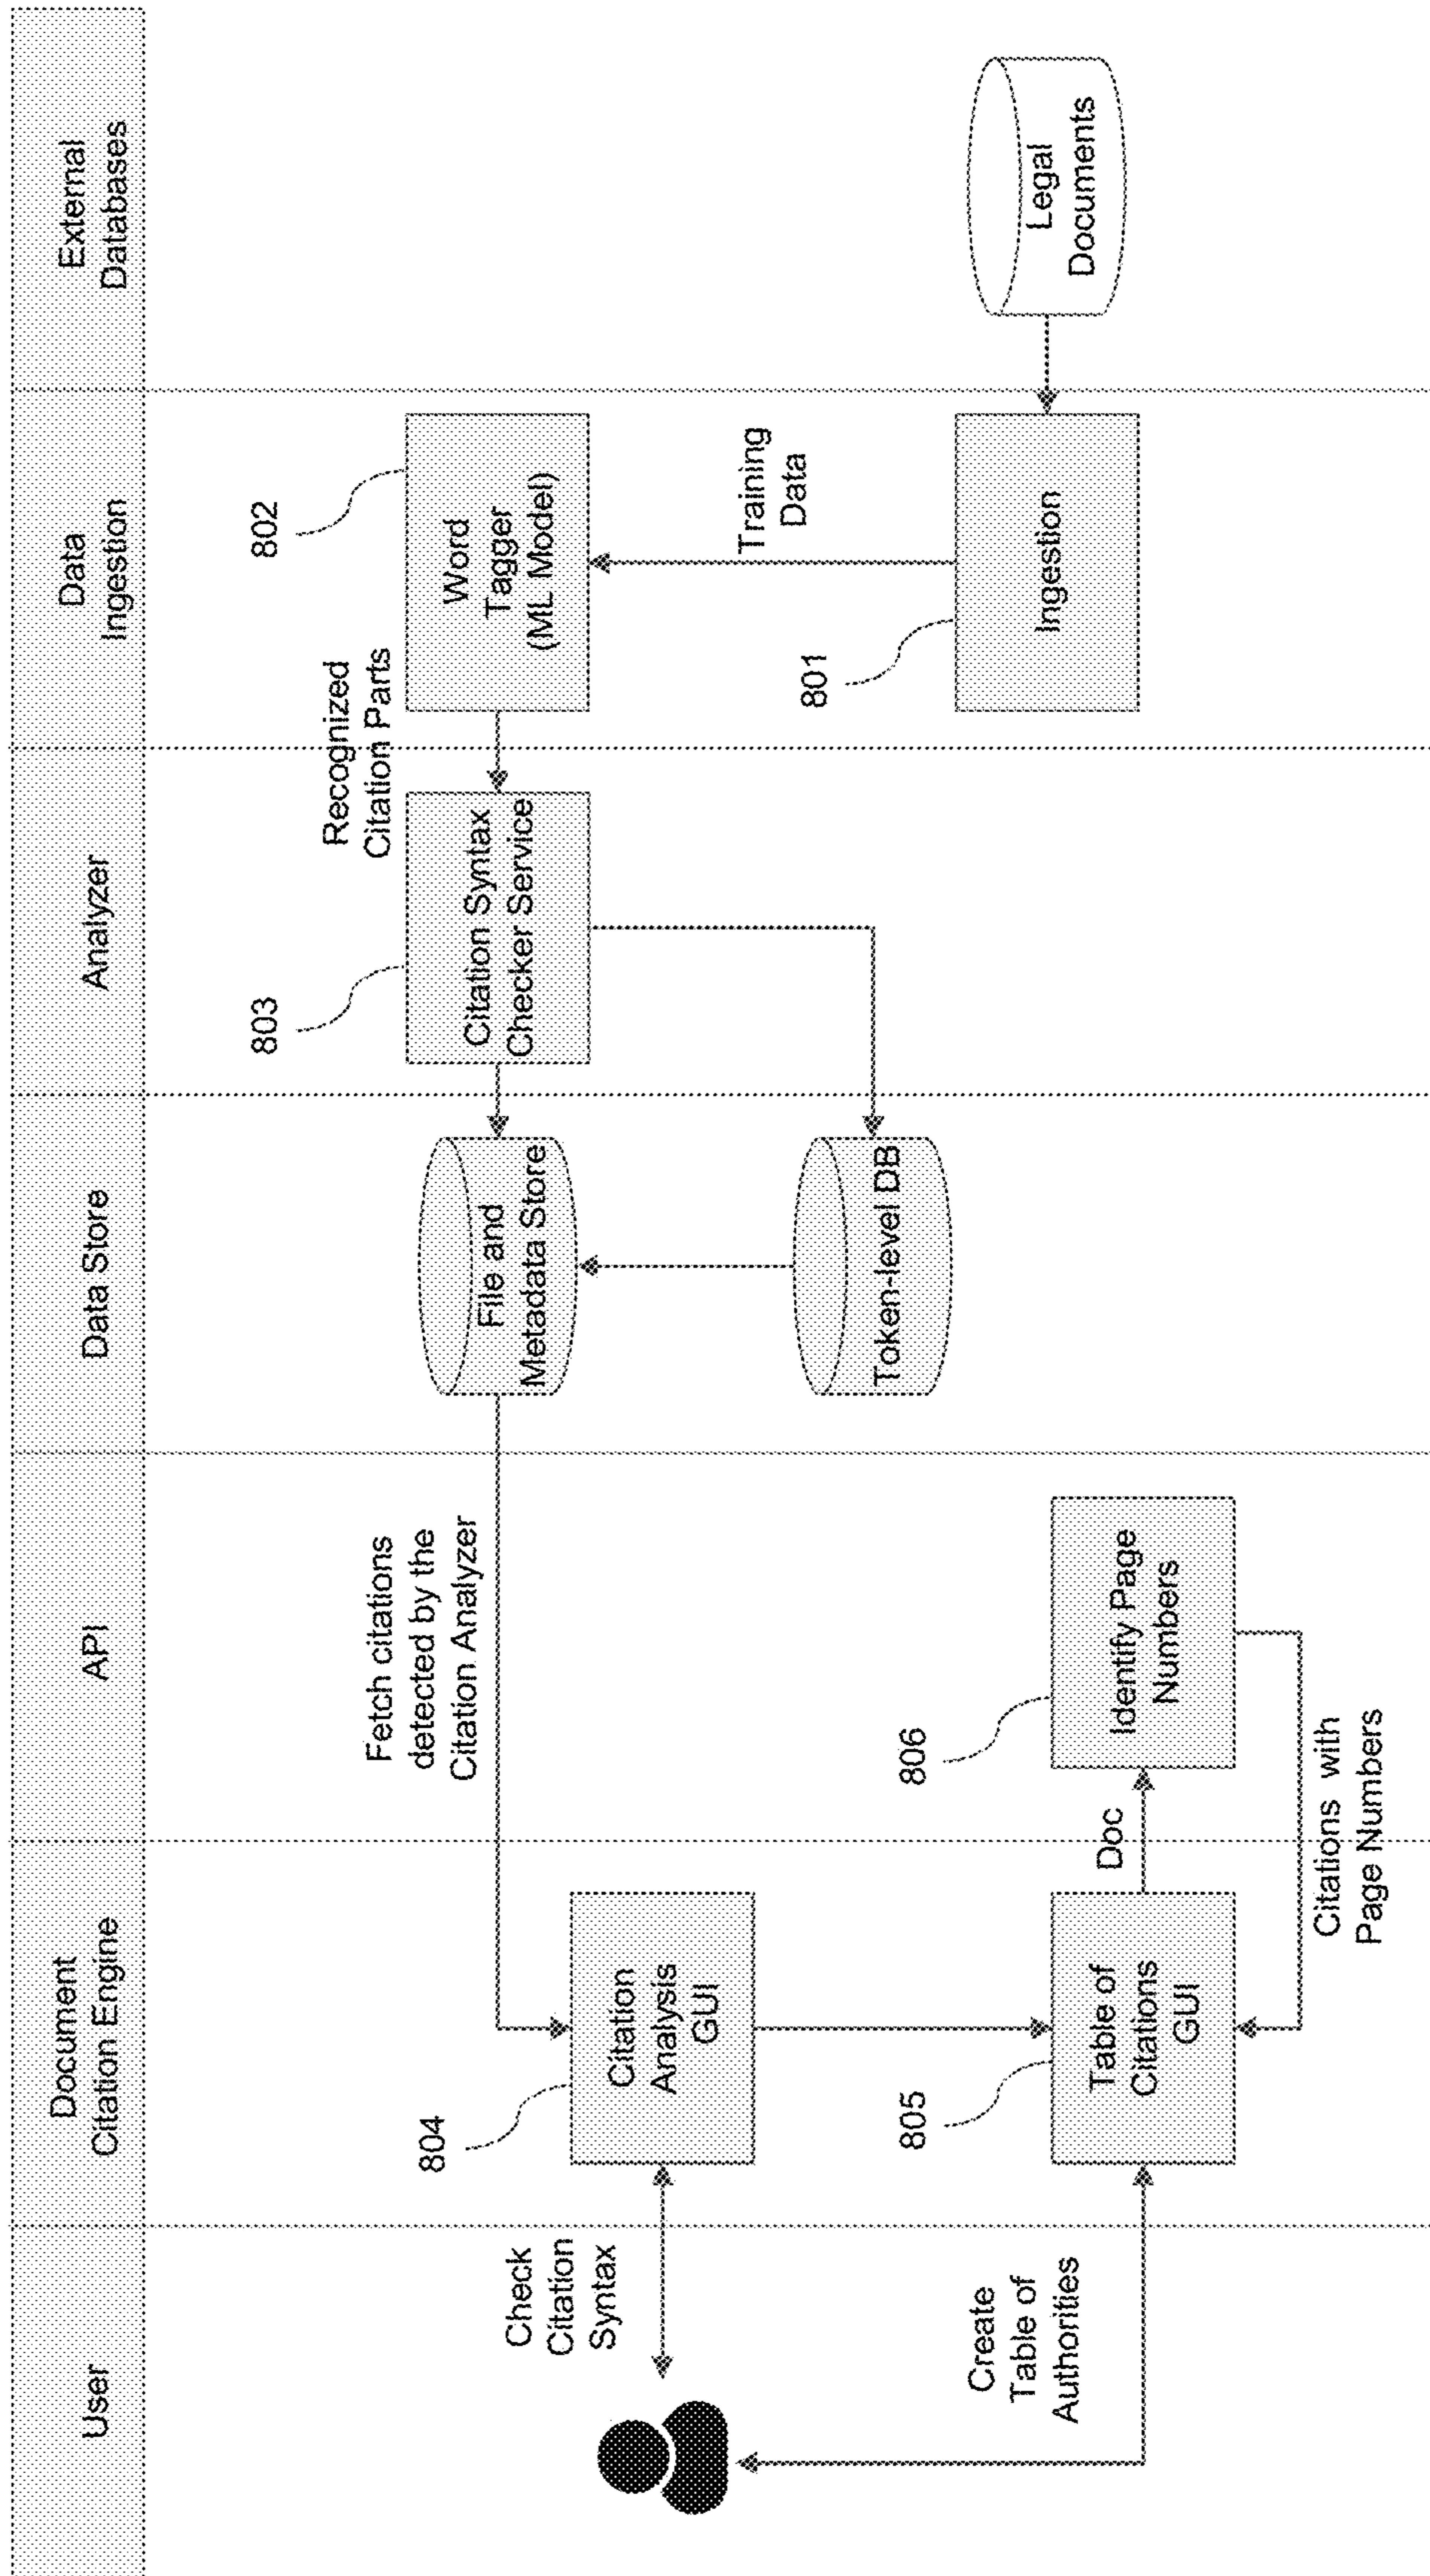 User
Document
Citation Engine
API
Data Store
Analyzer
Data
Ingestion
External
Databases
Check
Citation
Syntax
Create
Table of
Authorities
804
Citation
Analysis
GUI
805
Table of
Citations
GUI
Fetch citations
detected by the
Citation Analyzer
Doc
806
Identify Page
Numbers
Citations with
Page Numbers
File and
Metadata Store
Token-level DB
803
Citation Syntax
Checker Service
Recognized
Citation Parts
802
Word
Tagger
(ML Model)
Training
Data
801
Ingestion
Legal
Documents